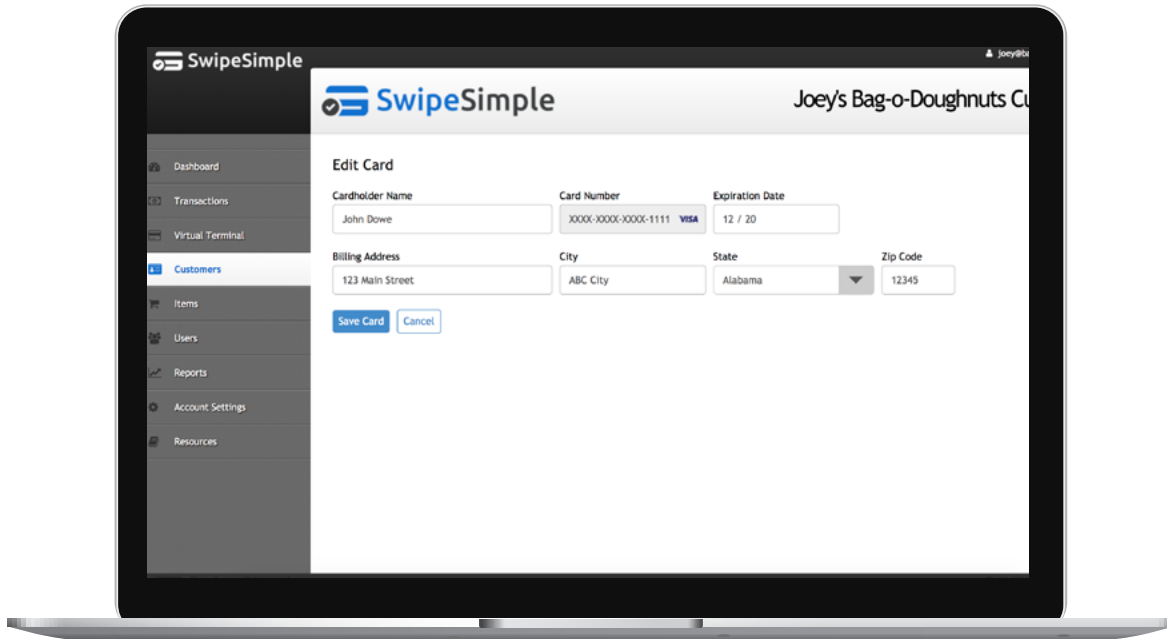 SwipeSimple
joey@ba
SwipeSimple
Joey's Bag-o-Doughnuts Cu
Dashboard
Transactions
Virtual Terminal
Customers
Items
Users
Reports
Account Settings
Resources
Edit Card
Cardholder Name Card Number Expiration Date
John Dowe XXXX-XXXX-XXXX-1111 VISA 12 / 20
Billing Address City State Zip Code
123 Main Street ABC City Alabama 12345
Save Card Cancel